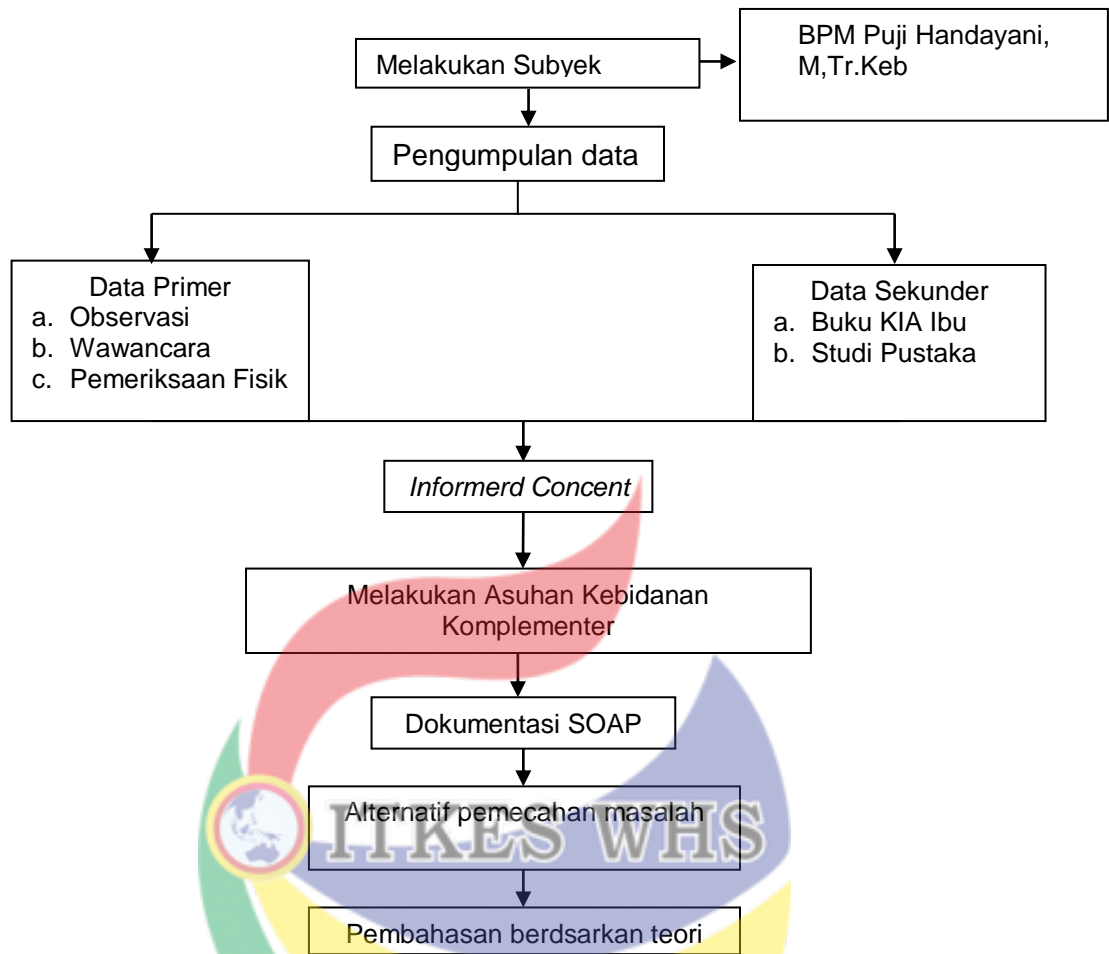 Melakukan Subyek
BPM Puji Handayani,
M,Tr.Keb
Pengumpulan data
Data Primer
a. Observasi
b. Wawancara
c. Pemeriksaan Fisik
Data Sekunder
a. Buku KIA Ibu
b. Studi Pustaka
Informerd Concent
Melakukan Asuhan Kebidanan
Komplementer
Dokumentasi SOAP
Alternatif pemecahan masalah
ITKES WHS
Pembahasan berdsarkan teori